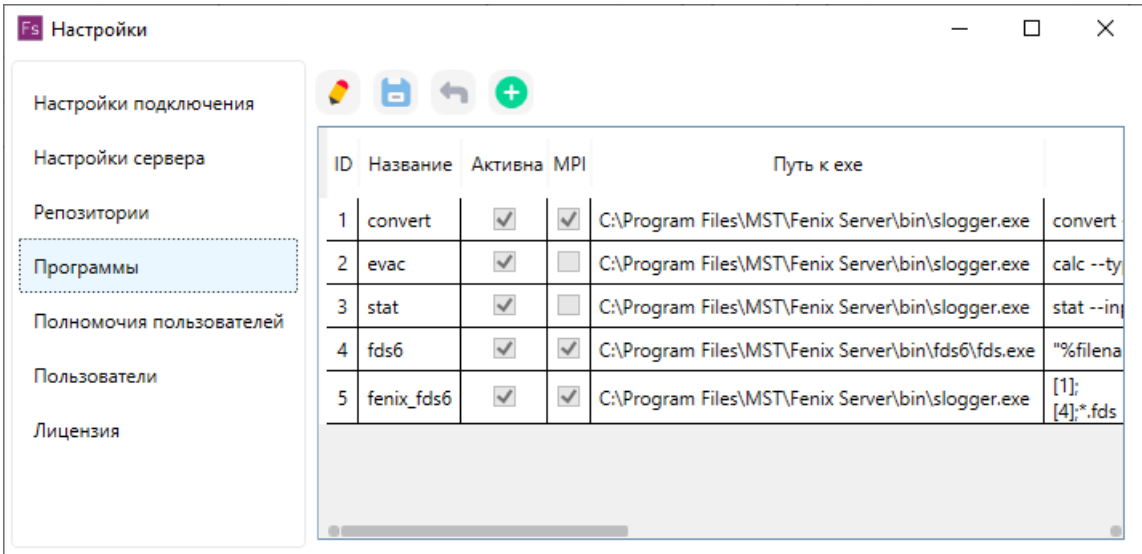 Fs Настройки
Настройки подключения
Настройки сервера
Репозитории
Программы
Полномочия пользователей
Пользователи
Лицензия
ID Название Активна MPI Путь к exe
1 convert C:\Program Files\MST\Fenix Server\bin\slogger.exe convert -
2 evac C:\Program Files\MST\Fenix Server\bin\slogger.exe calc --ty
3 stat C:\Program Files\MST\Fenix Server\bin\slogger.exe stat --in
4 fds6 C:\Program Files\MST\Fenix Server\bin\fds6\fds.exe "%filena
5 fenix_fds6 C:\Program Files\MST\Fenix Server\bin\slogger.exe [1];
[4];*.fds